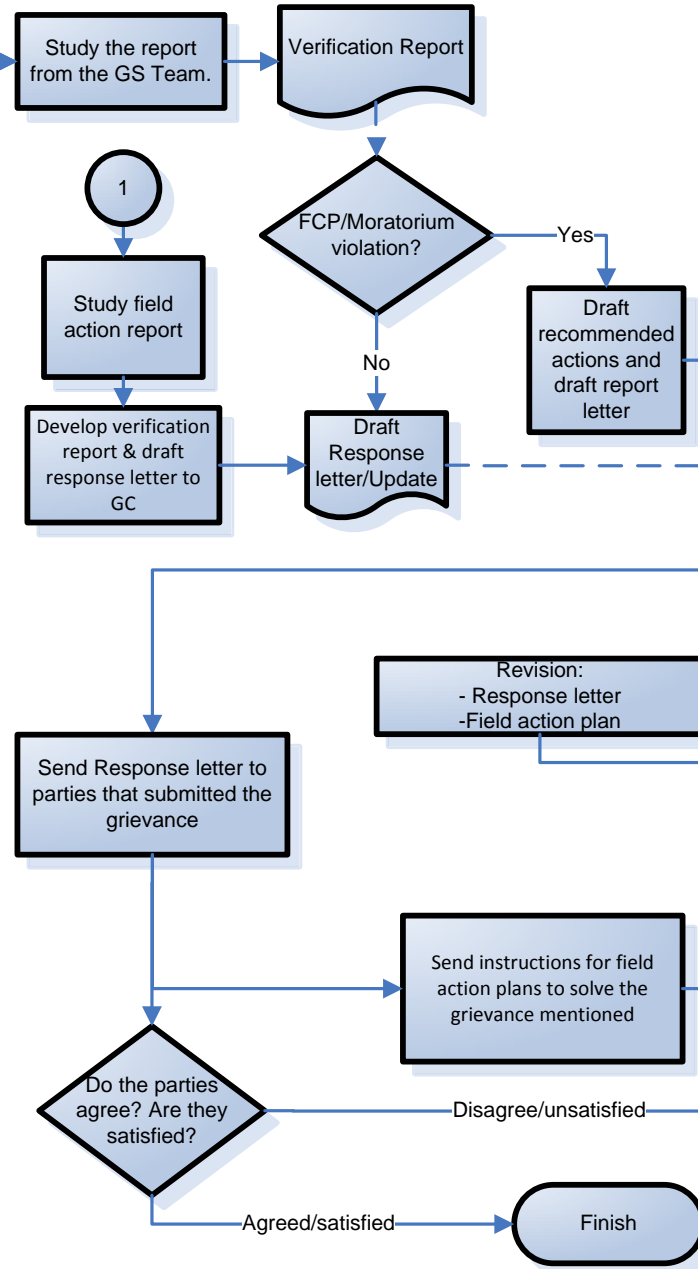 Study the report
from the GS Team.
Verification Report
1
FCP/Moratorium
violation?
Yes
Study field
action report
Draft
recommended
actions and
draft report
letter
No
Develop verification
report & draft
response letter to
GC
Draft
Response
letter/Update
Revision:
- Response letter
-Field action plan
Send Response letter to
parties that submitted the
grievance
Send instructions for field
action plans to solve the
grievance mentioned
Do the parties
agree? Are they
satisfied?
Disagree/unsatisfied
Agreed/satisfied
Finish